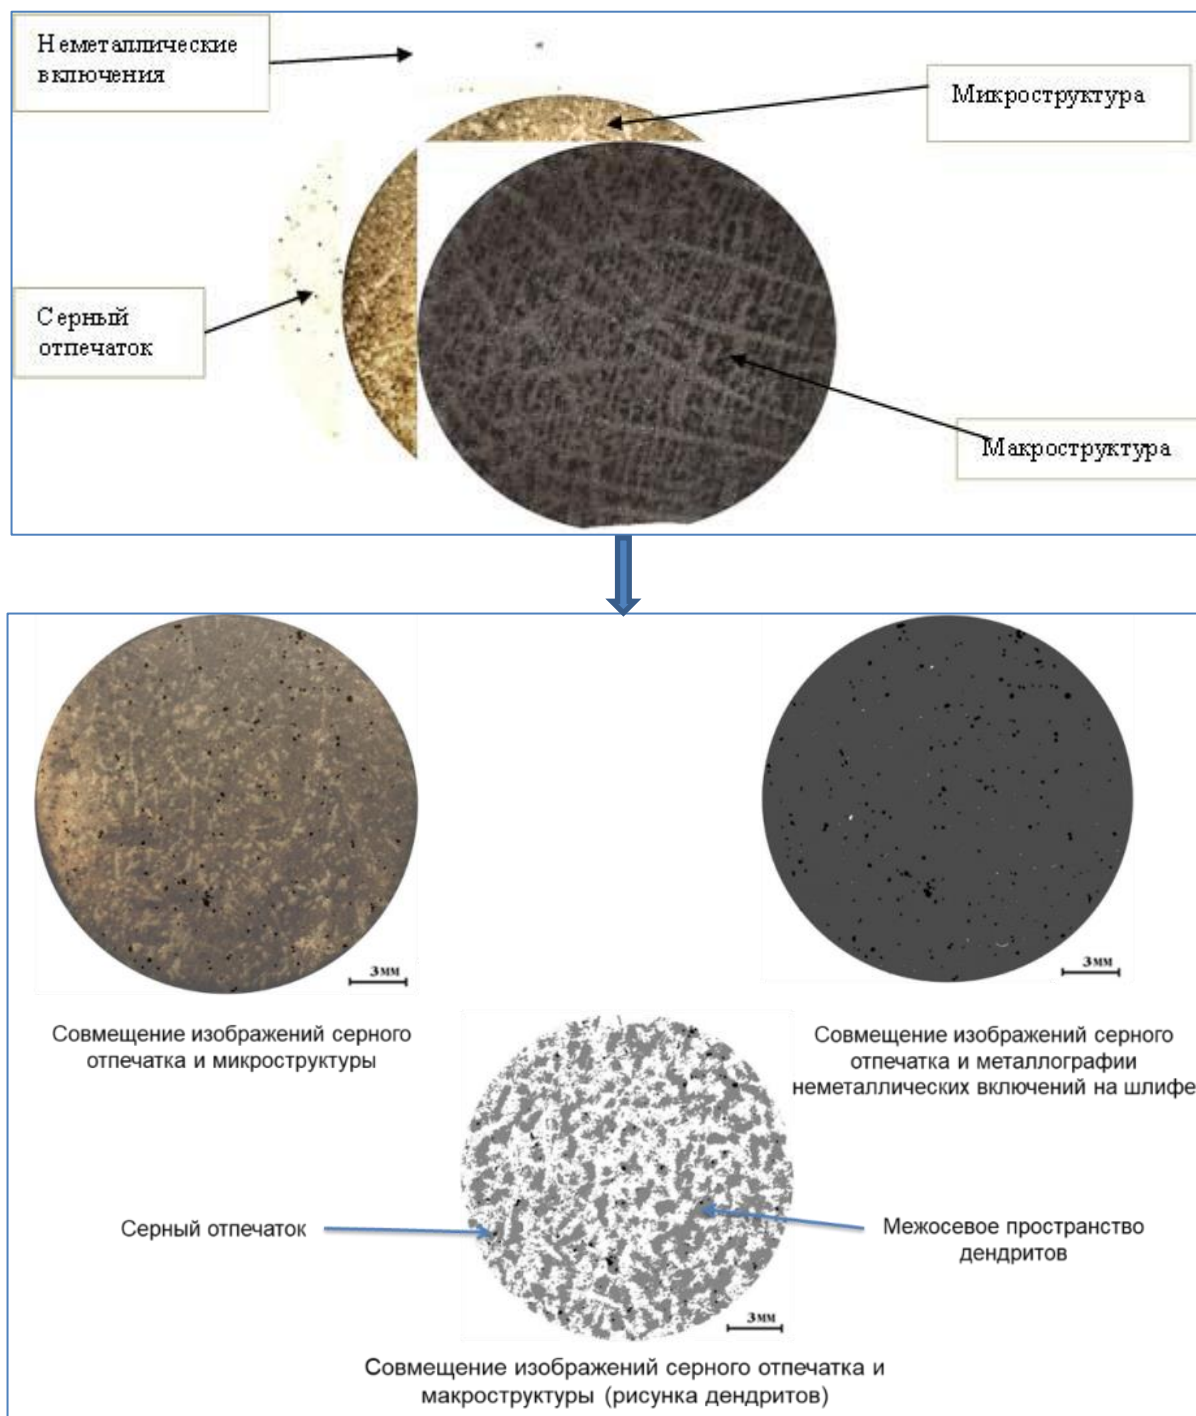 Неметаллические
включения
Микроструктура
Серный
отпечаток
Макроструктура
3мм
3мм
Совмещение изображений серного
отпечатка и микроструктуры
Совмещение изображений серного
отпечатка и металлографии
неметаллических включений на шлифе
Серный отпечаток
Межосевое пространство
дендритов
3мм
Совмещение изображений серного отпечатка и
макроструктуры (рисунка дендритов)